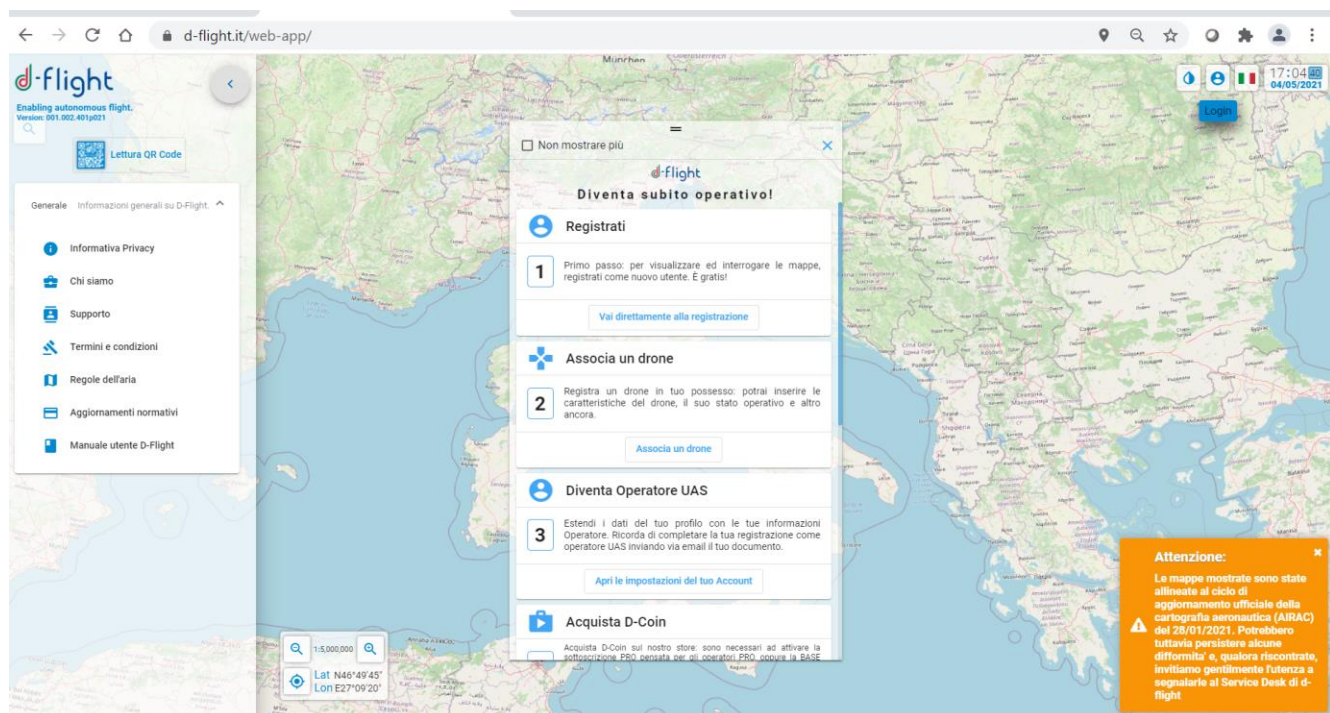 d-flight.it/web-app/
d-flight
Enabling autonomous flight.
Version: 001.002.401p021
Lettura QR Code
Generale Informazioni generali su D-Flight.
Informativa Privacy
Chi siamo
Supporto
Termini e condizioni
Regole dell'aria
Aggiornamenti normativi
Manuale utente D-Flight
Non mostrare più
d-flight
Diventa subito operativo!
Registrati
1
Primo passo: per visualizzare ed interrogare le mappe,
registrati come nuovo utente. È gratis!
Vai direttamente alla registrazione
Associa un drone
2
Registra un drone in tuo possesso: potrai inserire le
caratteristiche del drone, il suo stato operativo e altro
ancora.
Associa un drone
Diventa Operatore UAS
3
Estendi i dati del tuo profilo con le tue informazioni
Operatore. Ricorda di completare la tua registrazione come
operatore UAS inviando via email il tuo documento.
Apri le impostazioni del tuo Account
Acquista D-Coin
Acquista D-Coin sul nostro store: sono necessari ad attivare la
sottoscrizione PRO pensata per gli operatori PRO, oppure la BASE
1:5,000,000
Lat N46°49'45"
Lon E27°09'20"
17:04 40
04/05/2021
Login
München
Attenzione:
Le mappe mostrate sono state
allineate al ciclo di
aggiornamento ufficiale della
cartografia aeronautica (AIRAC)
del 28/01/2021. Potrebbero
tuttavia persistere alcune
difformita' e, qualora riscontrate,
invitiamo gentilmente l'utenza a
segnalarle al Service Desk di d-
flight